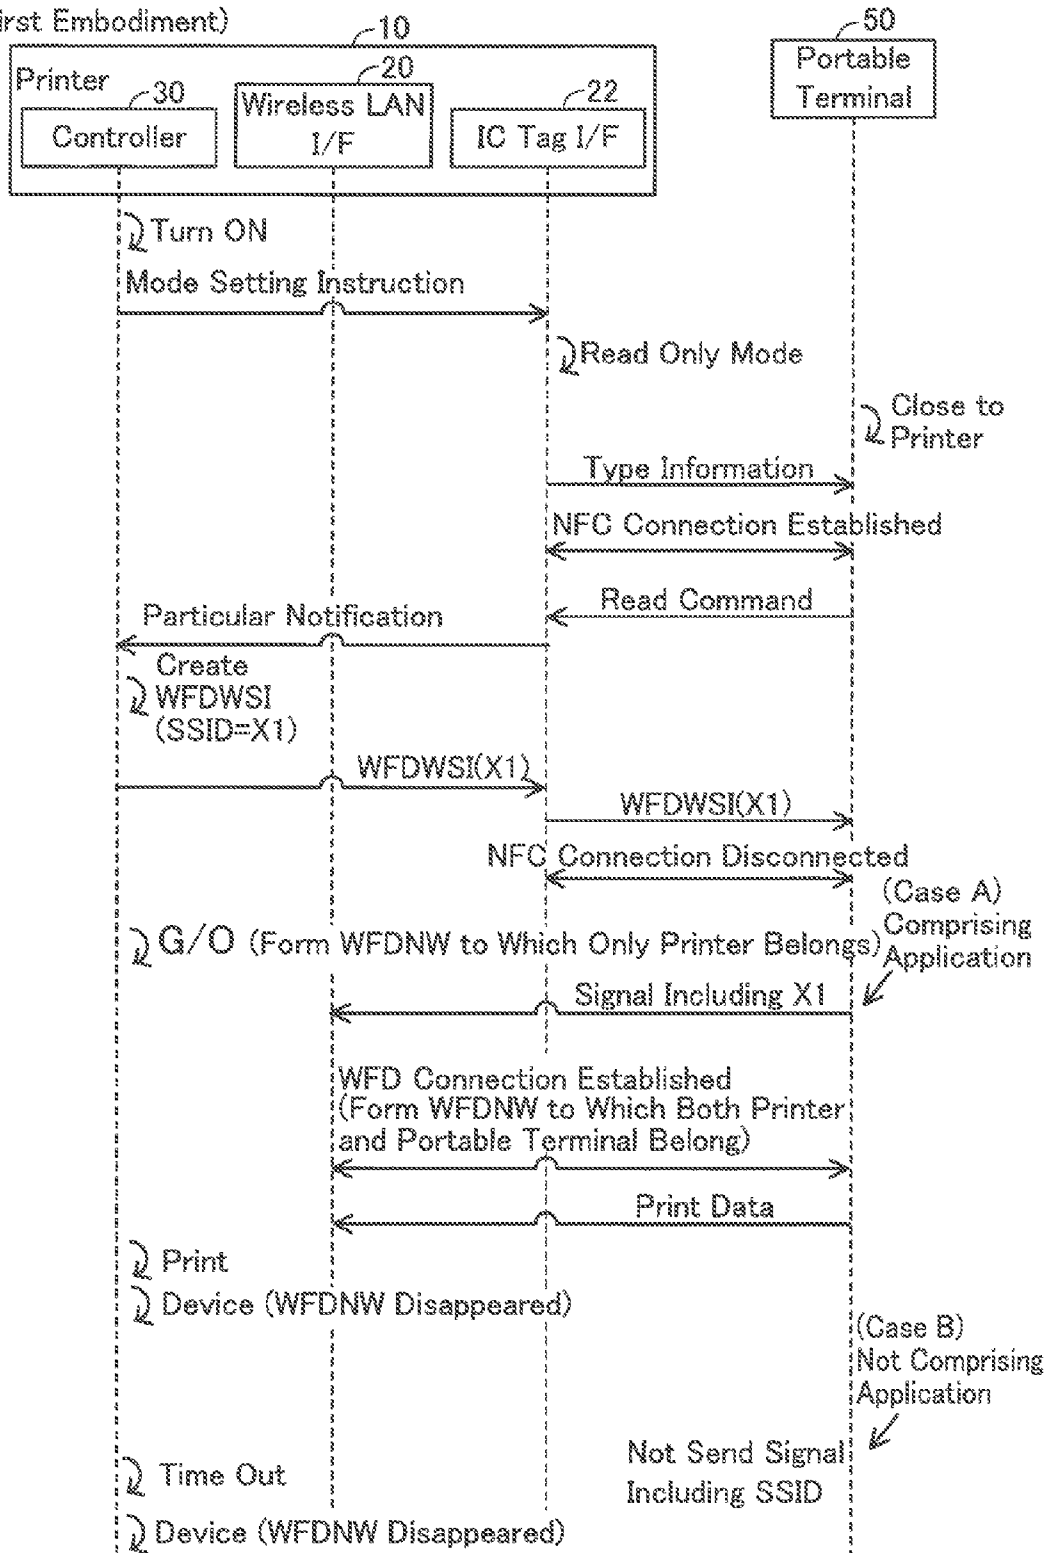 irst Embodiment)
10
50
Printer
20
Portable
Terminal
30
Wireless LAN
I/F
22
Controller
IC Tag I/F
Turn ON
Mode Setting Instruction
Read Only Mode
Close to
Printer
Type Information
NFC Connection Established
Read Command
Particular Notification
Create
WFDWSI
(SSID=X1)
WFDWSI(X1)
WFDWSI(X1)
NFC Connection Disconnected
(Case A)
Comprising
Application
G/O (Form WFDNW to Which Only Printer Belongs)
Signal Including X1
WFD Connection Established
(Form WFDNW to Which Both Printer
and Portable Terminal Belong)
Print Data
Print
Device (WFDNW Disappeared)
(Case B)
Not Comprising
Application
Not Send Signal
Including SSID
Time Out
Device (WFDNW Disappeared)